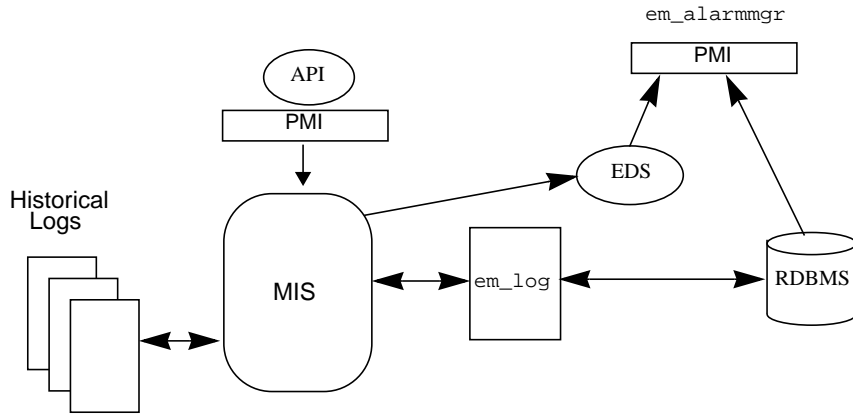 em_alarmmgr
PMI
API
PMI
EDS
Historical
Logs
MIS
em_log
RDBMS